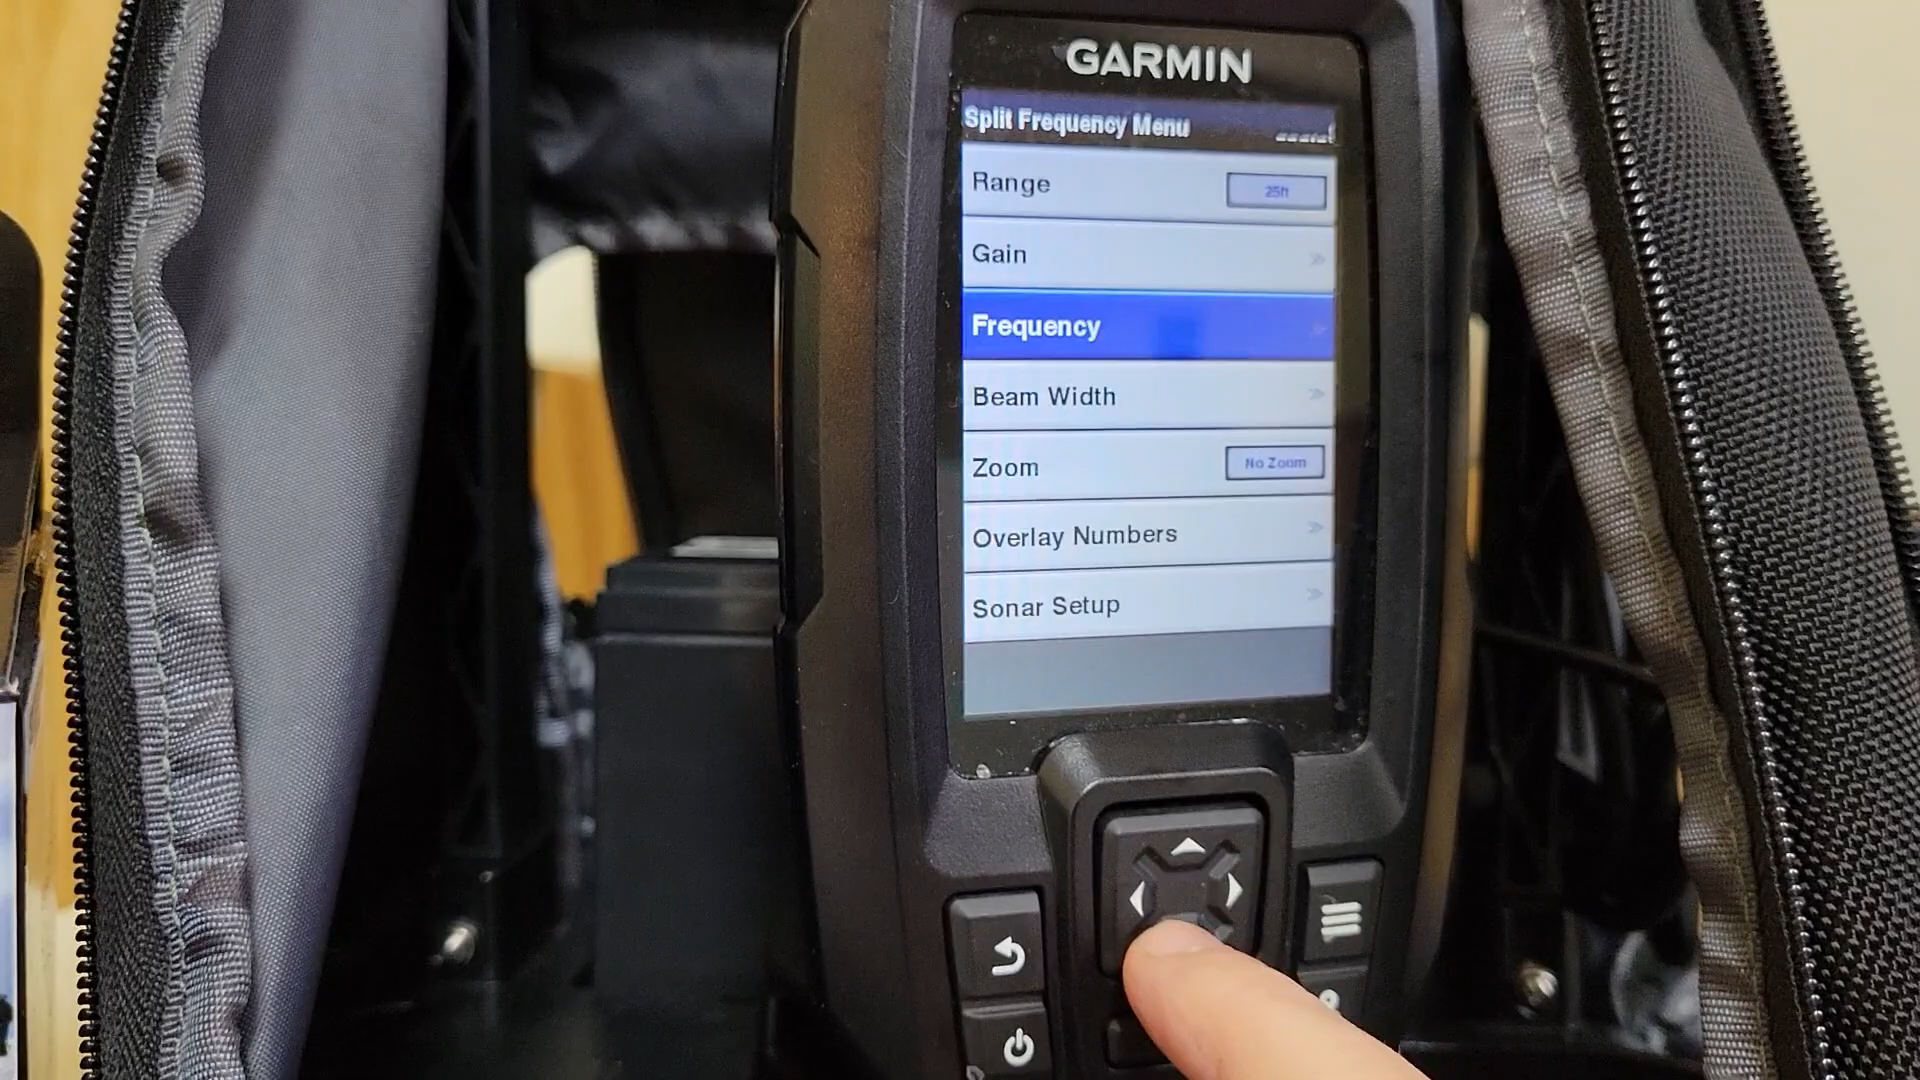 GARMIN
Split Frequency Menu
Range
25ft
Gain
Frequency
Beam Width
Zoom
No Zoom
Overlay Numbers
Sonar Setup